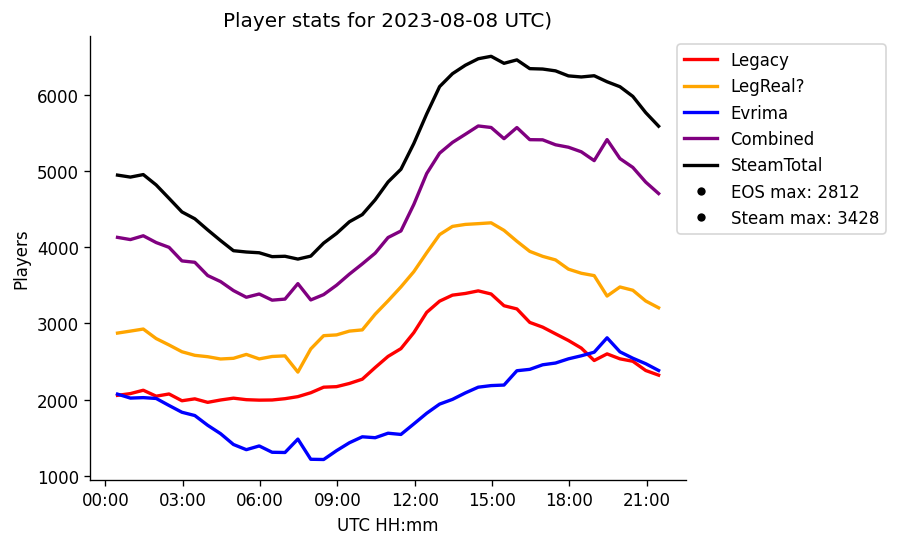 Player stats for 2023-08-08 UTC)
Legacy
LegReal?
Evrima
Combined
SteamTotal
EOS max: 2812
Steam max: 3428
Players
6000
5000
4000
3000
2000
1000
00:00 03:00 06:00 09:00 12:00 15:00 18:00 21:00
UTC HH:mm